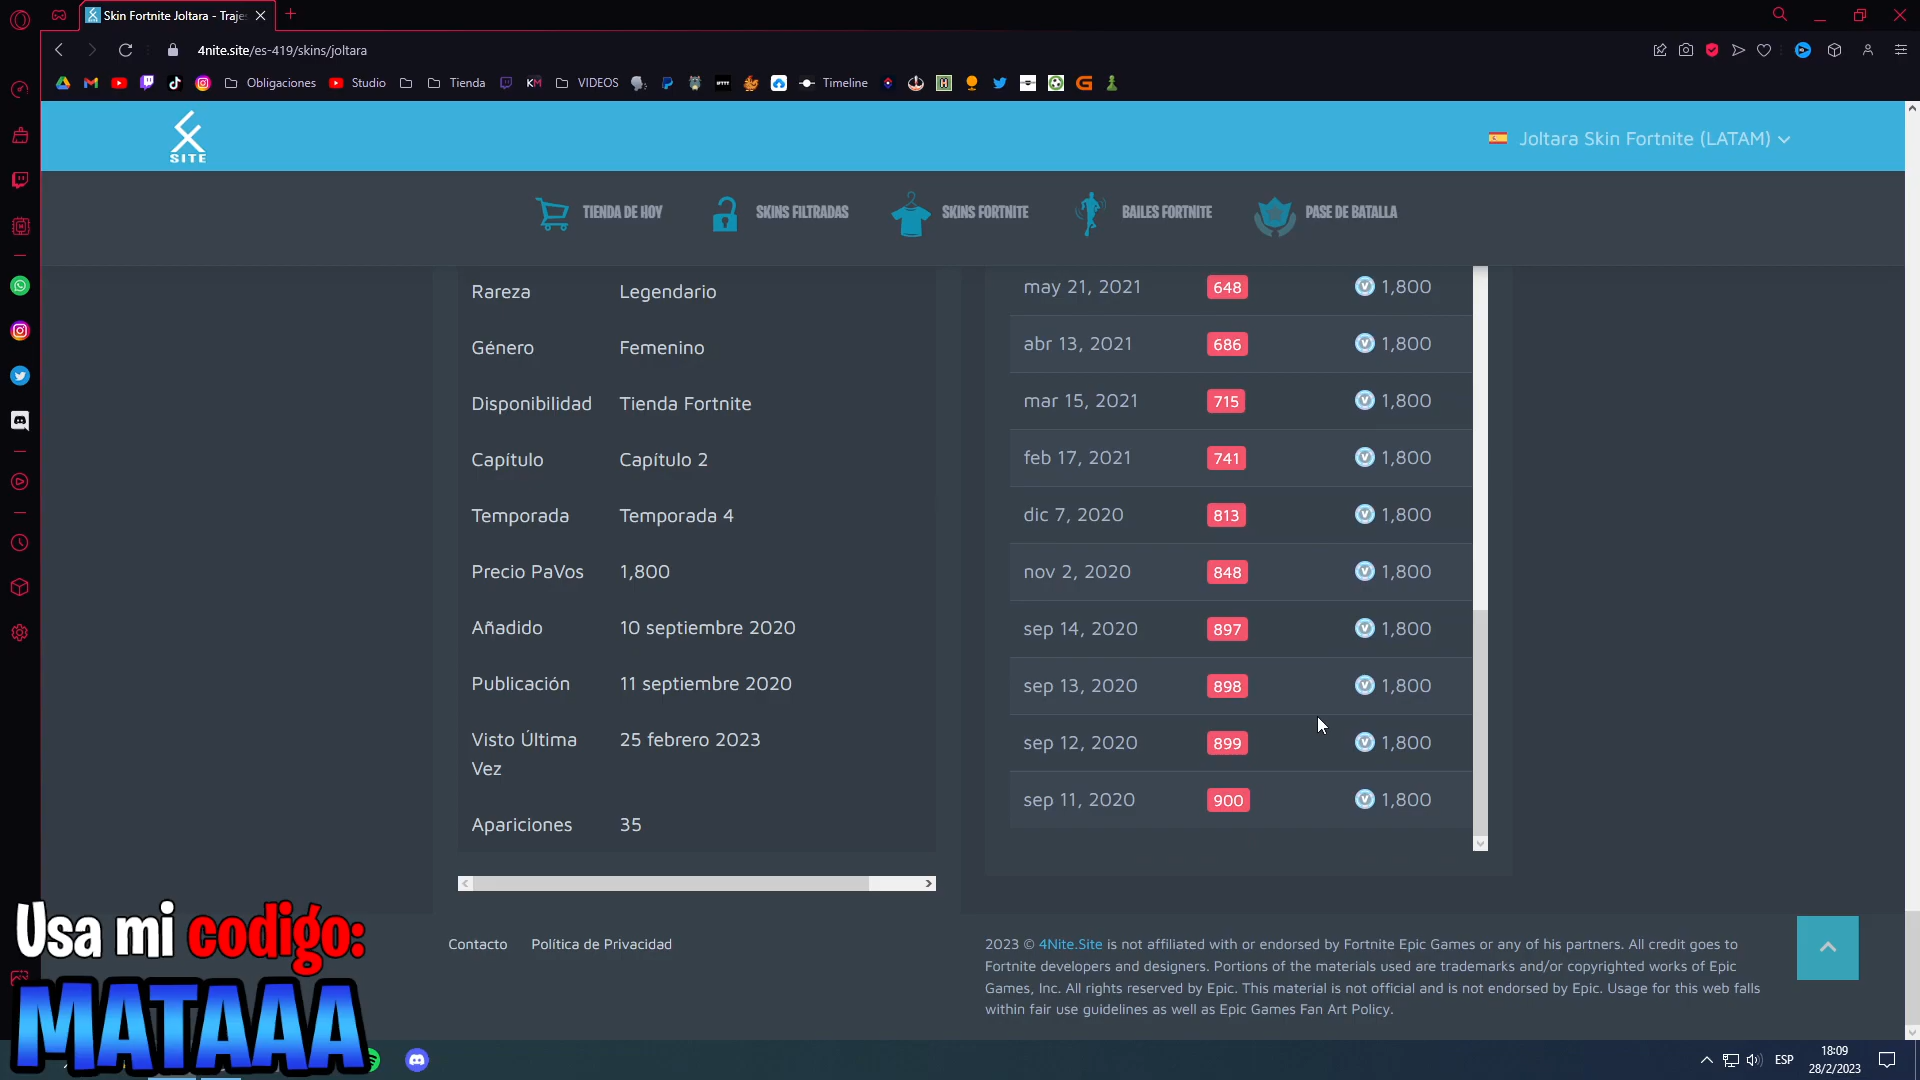 Skin Fortnite Joltara - Trajes
4nite.site/es-419/skins/joltara
Obligaciones
Studio
Tienda
KM
VIDEOS
Timeline
SITE
Joltara Skin Fortnite (LATAM)
TIENDA DE HOY
SKINS FILTRADAS
SKINS FORTNITE
BAILES FORTNITE
PASE DE BATALLA
Rareza Legendario
Género Femenino
Disponibilidad Tienda Fortnite
Capítulo Capítulo 2
Temporada Temporada 4
Precio PaVos 1,800
Añadido 10 septiembre 2020
Publicación 11 septiembre 2020
Visto Última 25 febrero 2023
Vez
Apariciones 35
may 21, 2021 648 1,800
abr 13, 2021 686 1,800
mar 15, 2021 715 1,800
feb 17, 2021 741 1,800
dic 7, 2020 813 1,800
nov 2, 2020 848 1,800
sep 14, 2020 897 1,800
sep 13, 2020 898 1,800
sep 12, 2020 899 1,800
sep 11, 2020 900 1,800
Contacto Política de Privacidad
2023 © 4Nite.Site is not affiliated with or endorsed by Fortnite Epic Games or any of his partners. All credit goes to
Fortnite developers and designers. Portions of the materials used are trademarks and/or copyrighted works of Epic
Games, Inc. All rights reserved by Epic. This material is not official and is not endorsed by Epic. Usage for this web falls
within fair use guidelines as well as Epic Games Fan Art Policy.
Usa mi codigo:
MATAAA
ESP
18:09
28/2/2023